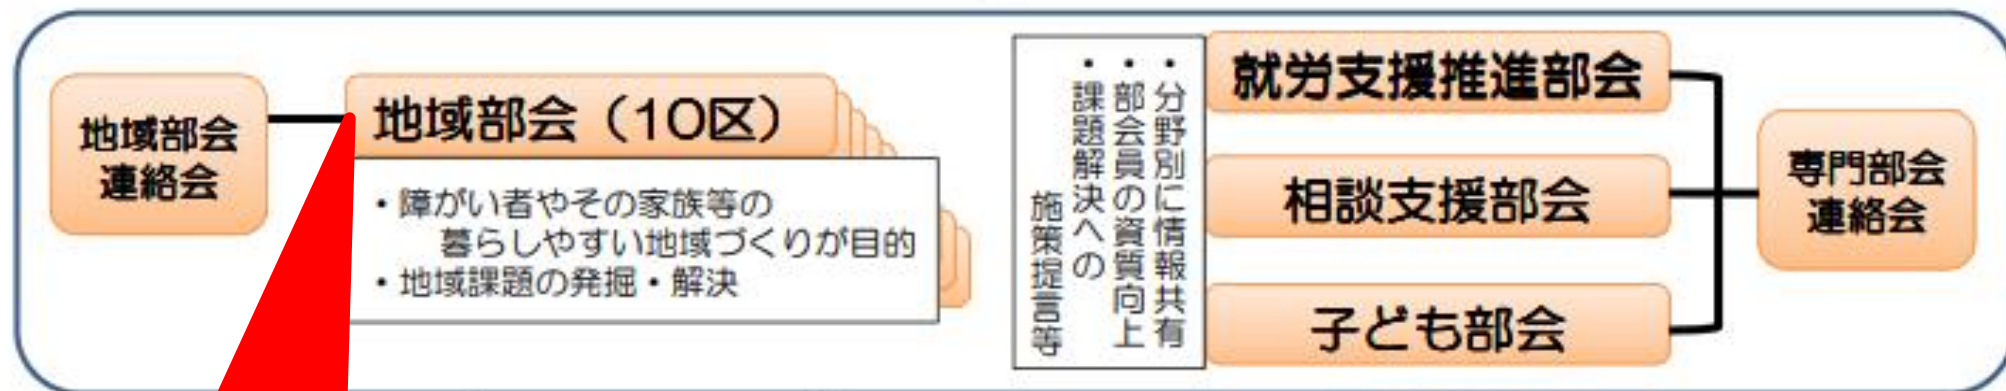 地域部会
連絡会
地域部会（10区）
・障がい者やその家族等の
暮らしやすい地域づくりが目的
・地域課題の発掘・解決
・分野別に情報共有
・部会員の資質向上
・課題解決への
施策提言等
就労支援推進部会
相談支援部会
子ども部会
専門部会
連絡会